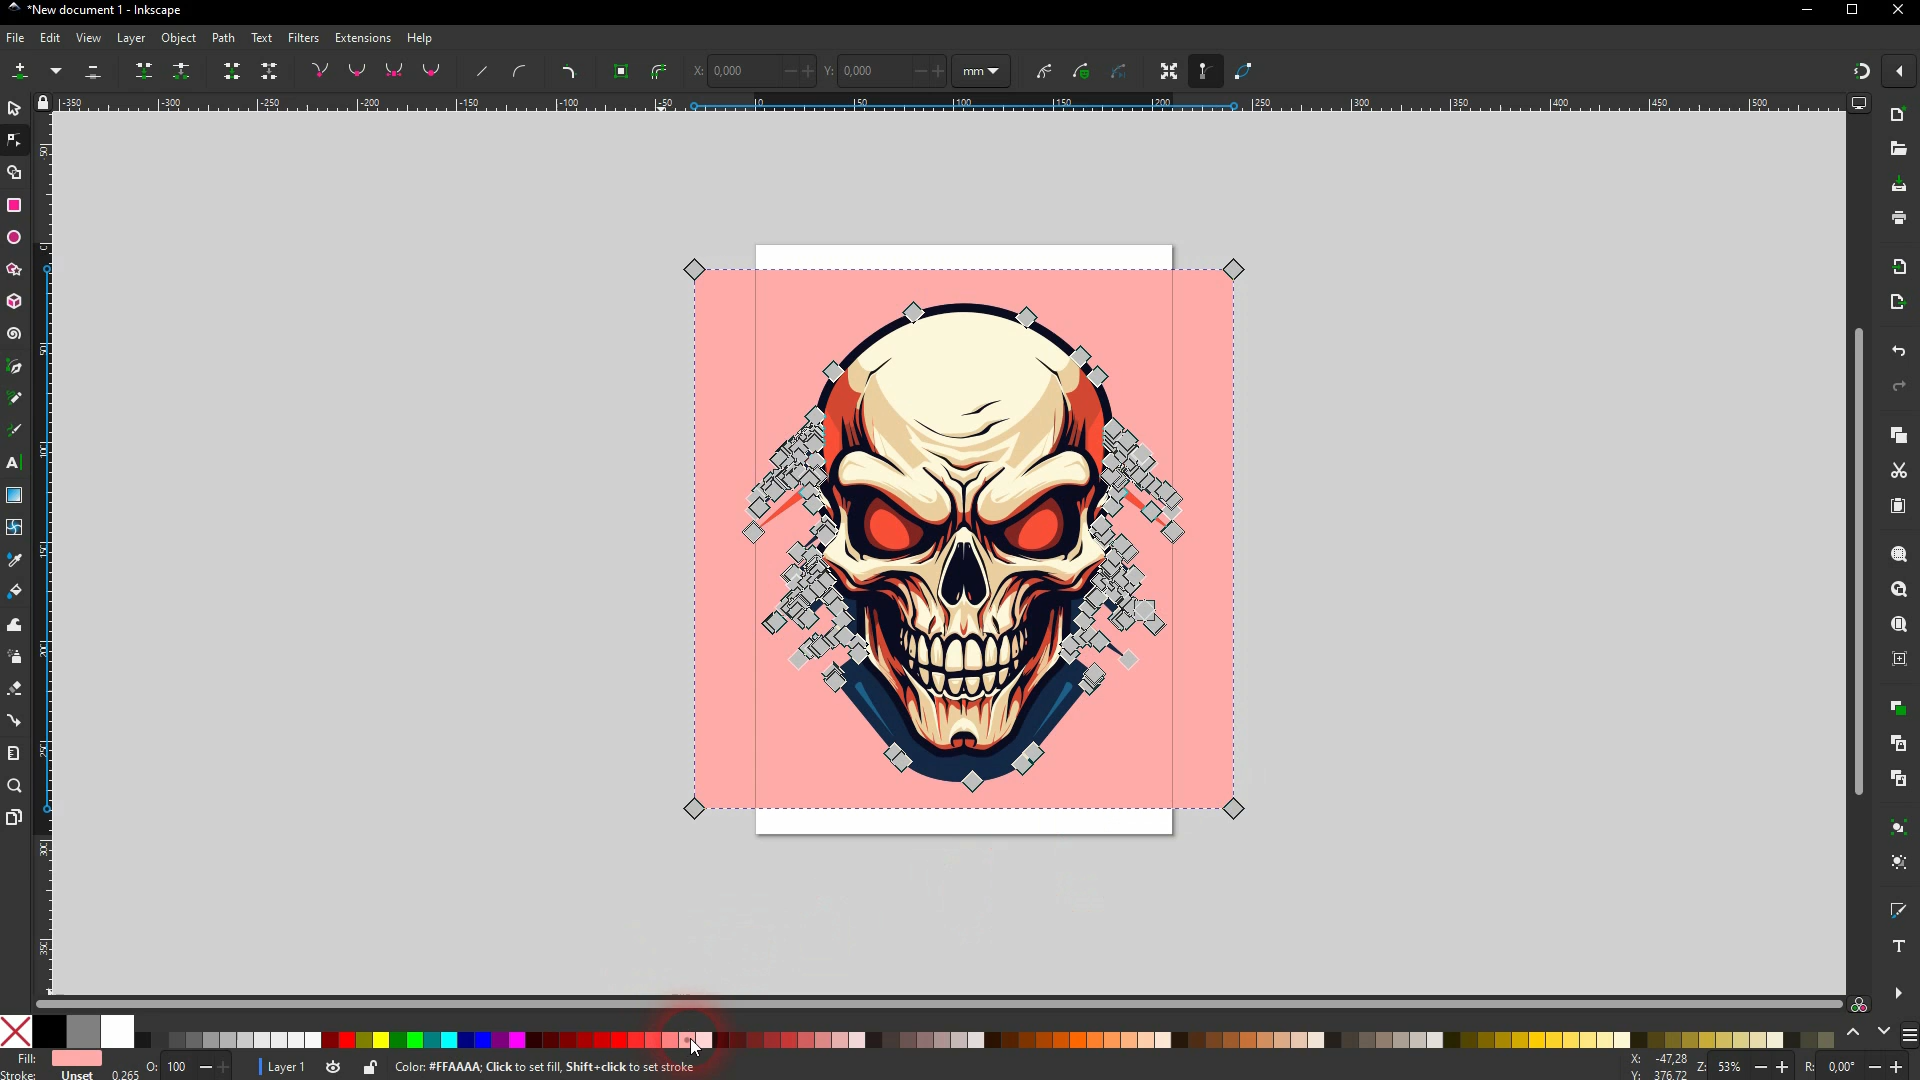 *New document 1 - Inkscape
File Edit View Layer Object Path Text Filters Extensions Help
X: 0,000 Y: 0,000 mm
-350 -300 -250 -200 -150 -100 -50 0 50 100 150 200 250 300 350 400 450 500
Fill:
Stroke: Unset 0.265 O: 100 Layer 1 Color: #FFAAAA; Click to set fill, Shift+click to set stroke
X: -47,28
Y: 376,72
Z: 53% R: 0,00°